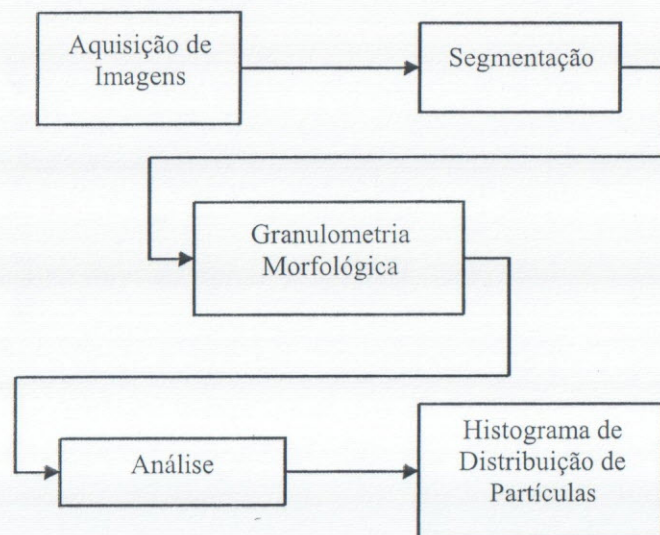 Aquisição de
Imagens
Segmentação
Granulometria
Morfológica
Análise
Histograma de
Distribuição de
Partículas